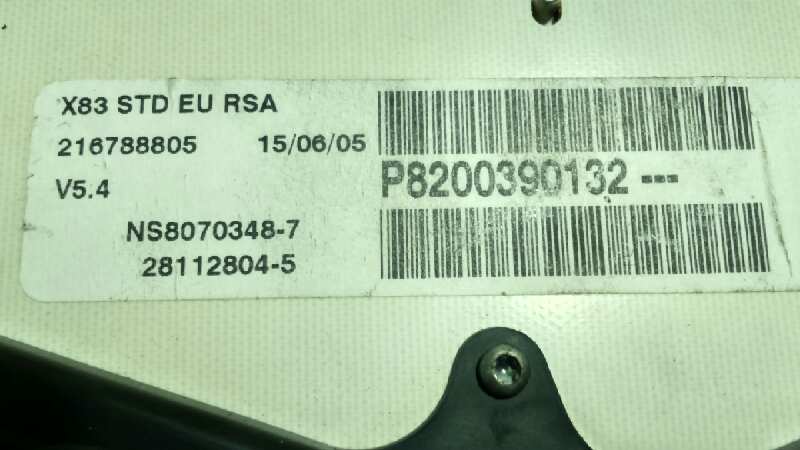 X83 STD EU RSA
216788805 15/06/05
V5.4
NS8070348-7
28112804-5
P8200390132 ---